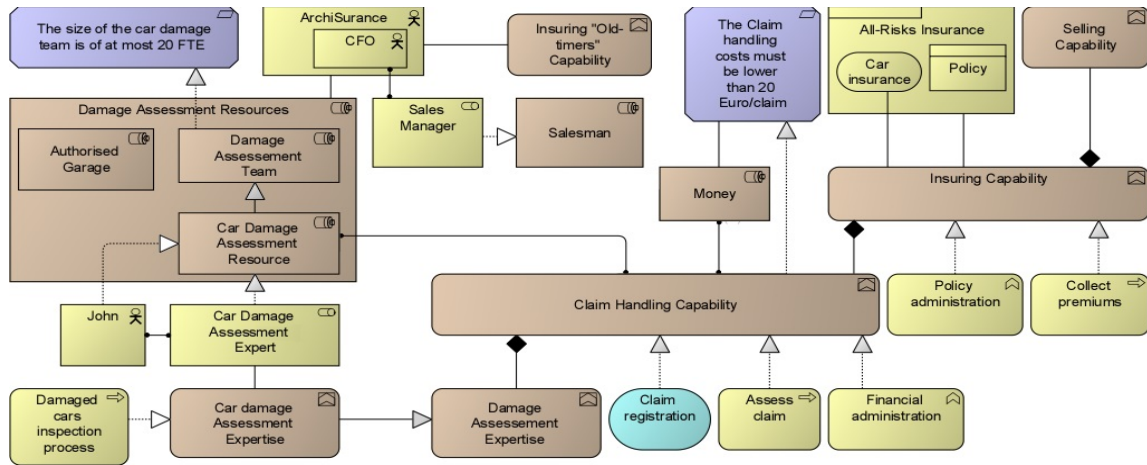 The size of the car damage
team is of at most 20 FTE
ArchiSurance
CFO
Insuring "Old-
timers"
Capability
The Claim
handling
costs must
be lower
than 20
Euro/claim
All-Risks Insurance
Car
insurance
Policy
Selling
Capability
Damage Assessment Resources
Authorised
Garage
Damage
Assessment
Team
Sales
Manager
Salesman
Money
Insuring Capability
Car Damage
Assessment
Resource
Claim Handling Capability
Policy
administration
Collect
premiums
John
Car Damage
Assessment
Expert
Damaged
cars
inspection
process
Car damage
Assessment
Expertise
Damage
Assessement
Expertise
Claim
registration
Assess
claim
Financial
administration